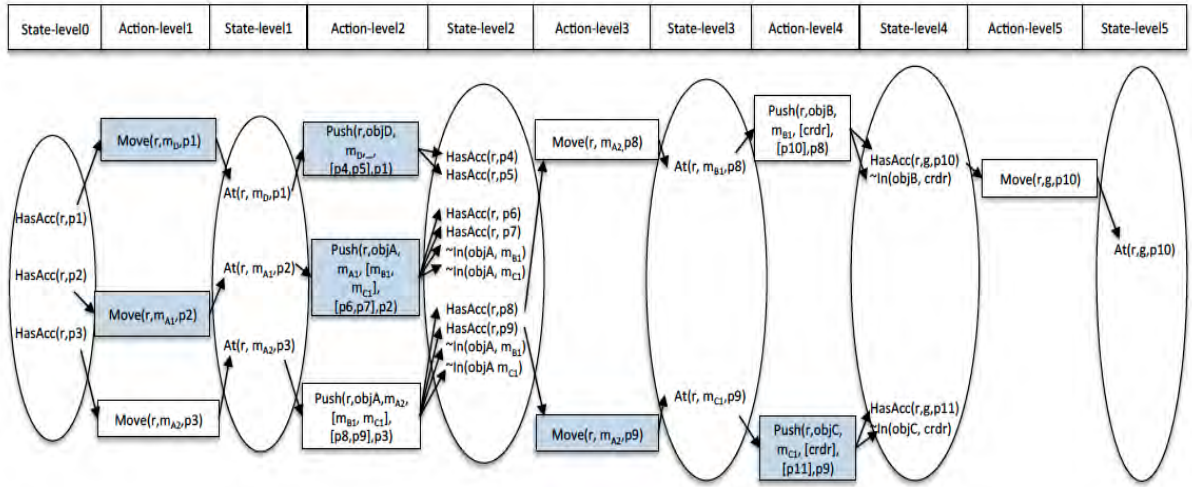 State-level0 Action-level1 State-level1 Action-level2 State-level2 Action-level3 State-level3 Action-level4 State-level4 Action-level5 State-level5
HasAcc(r,p1)
HasAcc(r,p2)
HasAcc(r,p3)
Move(r,mD,p1)
Move(r,mA1,p2)
Move(r,mA2,p3)
At(r, mD,p1)
At(r, mA1,p2)
At(r, mA2,p3)
Push(r,objD,
mD,_,
[p4,p5],p1)
Push(r,objA,
mA1, [mB1,
mC1],
[p6,p7],p2)
Push(r,objA,mA2,
[mB1, mC1],
[p8,p9],p3)
HasAcc(r,p4)
HasAcc(r,p5)
HasAcc(r, p6)
HasAcc(r, p7)
~In(objA, mB1)
~In(objA, mC1)
HasAcc(r,p8)
HasAcc(r,p9)
~In(objA, mB1)
~In(objA mC1)
Move(r, mA2,p8)
Move(r, mA2,p9)
At(r, mB1,p8)
At(r, mC1,p9)
Push(r,objB,
mB1, [crdr],
[p10],p8)
Push(r,objC,
mC1, [crdr],
[p11],p9)
HasAcc(r,g,p10)
~In(objB, crdr)
HasAcc(r,g,p11)
~In(objC, crdr)
Move(r,g,p10)
At(r,g,p10)